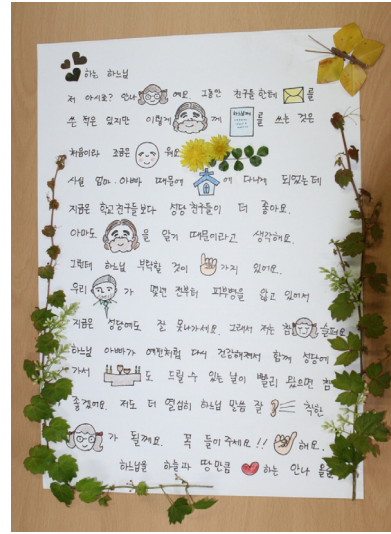 하는 하느님
저 아시죠? 안나 예요 그동안 친구들한테 를
쓴 적은 있지만 이렇게 께 하느님께 를 쓰는 것은
처음이라 조금은 워요
사실 엄마·아빠 때문에 에 다니게 되었는데
지금은 학교친구들보다 성당 친구들이 더 좋아요.
아마도 을 알기 때문이라고 생각해요.
그런데 하느님 부탁할 것이 가지 있어요.
우리 가 몇년 전부터 피부병을 앓고 있어서
지금은 성당에도 잘 못나가세요. 그래서 저는 참 슬퍼요
하느님 아빠가 예전처럼 다시 건강해져서 함께 성당에
가서 도 드릴 수 있는 날이 빨리 왔으면 참
좋겠어요. 저도 더 열심히 하느님 말씀 잘 착한
가 될께요. 꼭 들어주세요!! 해요.
하느님을 하늘과 땅만큼 하는 안나 올림